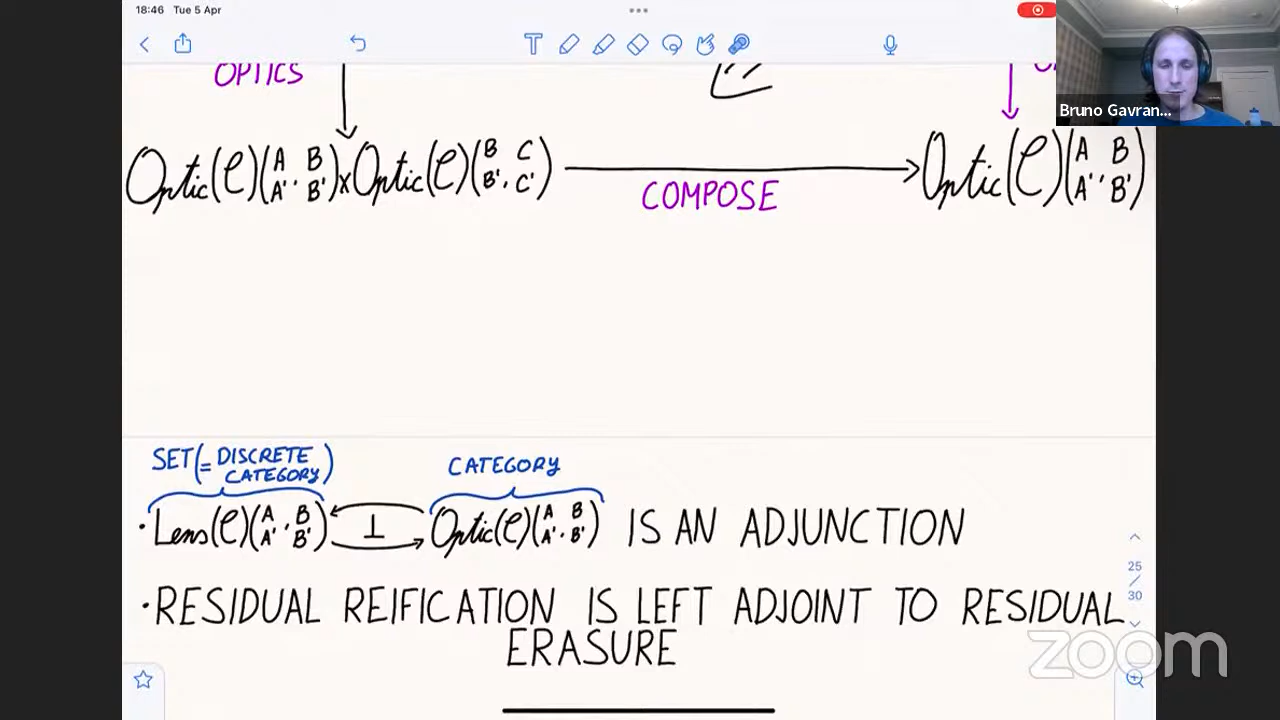 18:46 Tue 5 Apr
Bruno Gavran...
OPTICS
Optic(C)(A A' , B B') x Optic(C)(B B' , C C')
COMPOSE
Optic(C)(A A' , B B')
SET(= DISCRETE
CATEGORY)
CATEGORY
· Lens(C)(A A' , B B') ⊥ Optic(C)(A A' , B B') IS AN ADJUNCTION
25
/
30
· RESIDUAL REIFICATION IS LEFT ADJOINT TO RESIDUAL
ERASURE
zoom